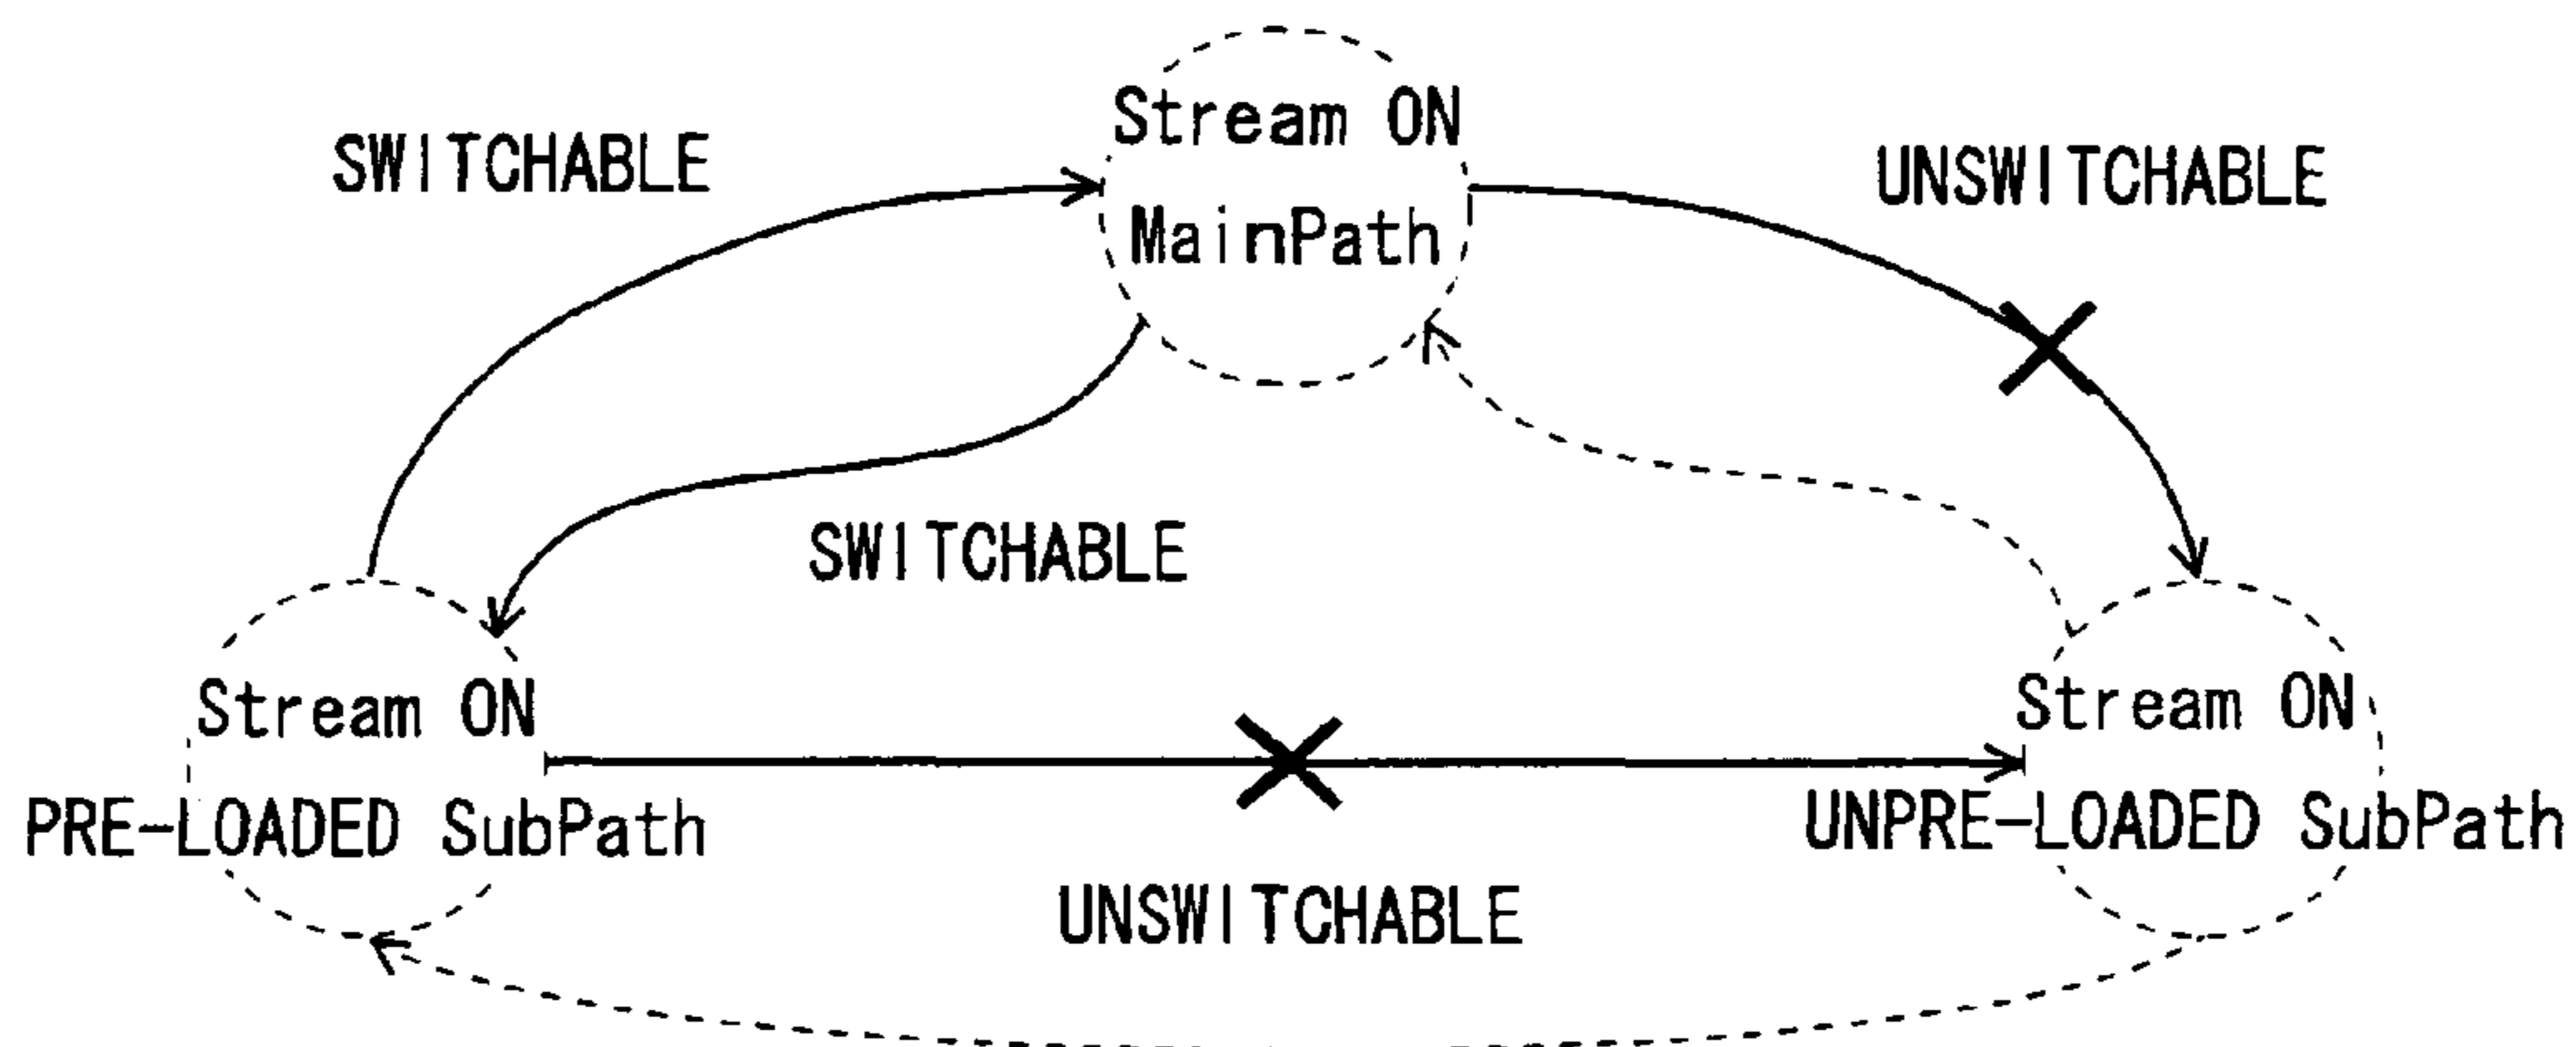 Stream ON
SWITCHABLE
UNSWITCHABLE
MainPath
SWITCHABLE
Stream ON
Stream ON
PRE-LOADED SubPath
UNPRE-LOADED SubPath
UNSWITCHABLE